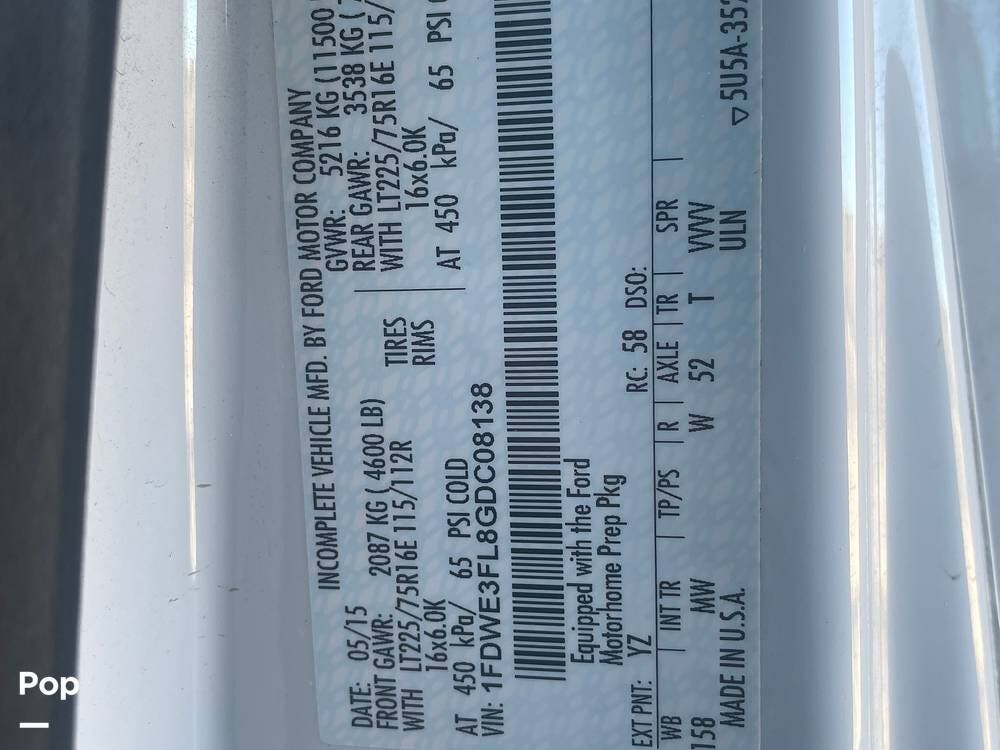 INCOMPLETE VEHICLE MFD. BY FORD MOTOR COMPANY
DATE: 05/15 GVWR: 5216 KG (11500
FRONT GAWR: 2087 KG ( 4600 LB) REAR GAWR: 3538 KG (
WITH LT225/75R16E 115/112R TIRES WITH LT225/75R16E 115/
16x6.0K RIMS 16x6.0K
AT 450 kPa/ 65 PSI COLD AT 450 kPa/ 65 PSI
VIN: 1FDWE3FL8GDC08138
Equipped with the Ford
Motorhome Prep Pkg
EXT PNT: YZ RC: 58 DSO:
WB INT TR TP/PS R AXLE TR SPR
158 MW W 52 T VVVV
MADE IN U.S.A. ULN ▽5U5A-352
Pop